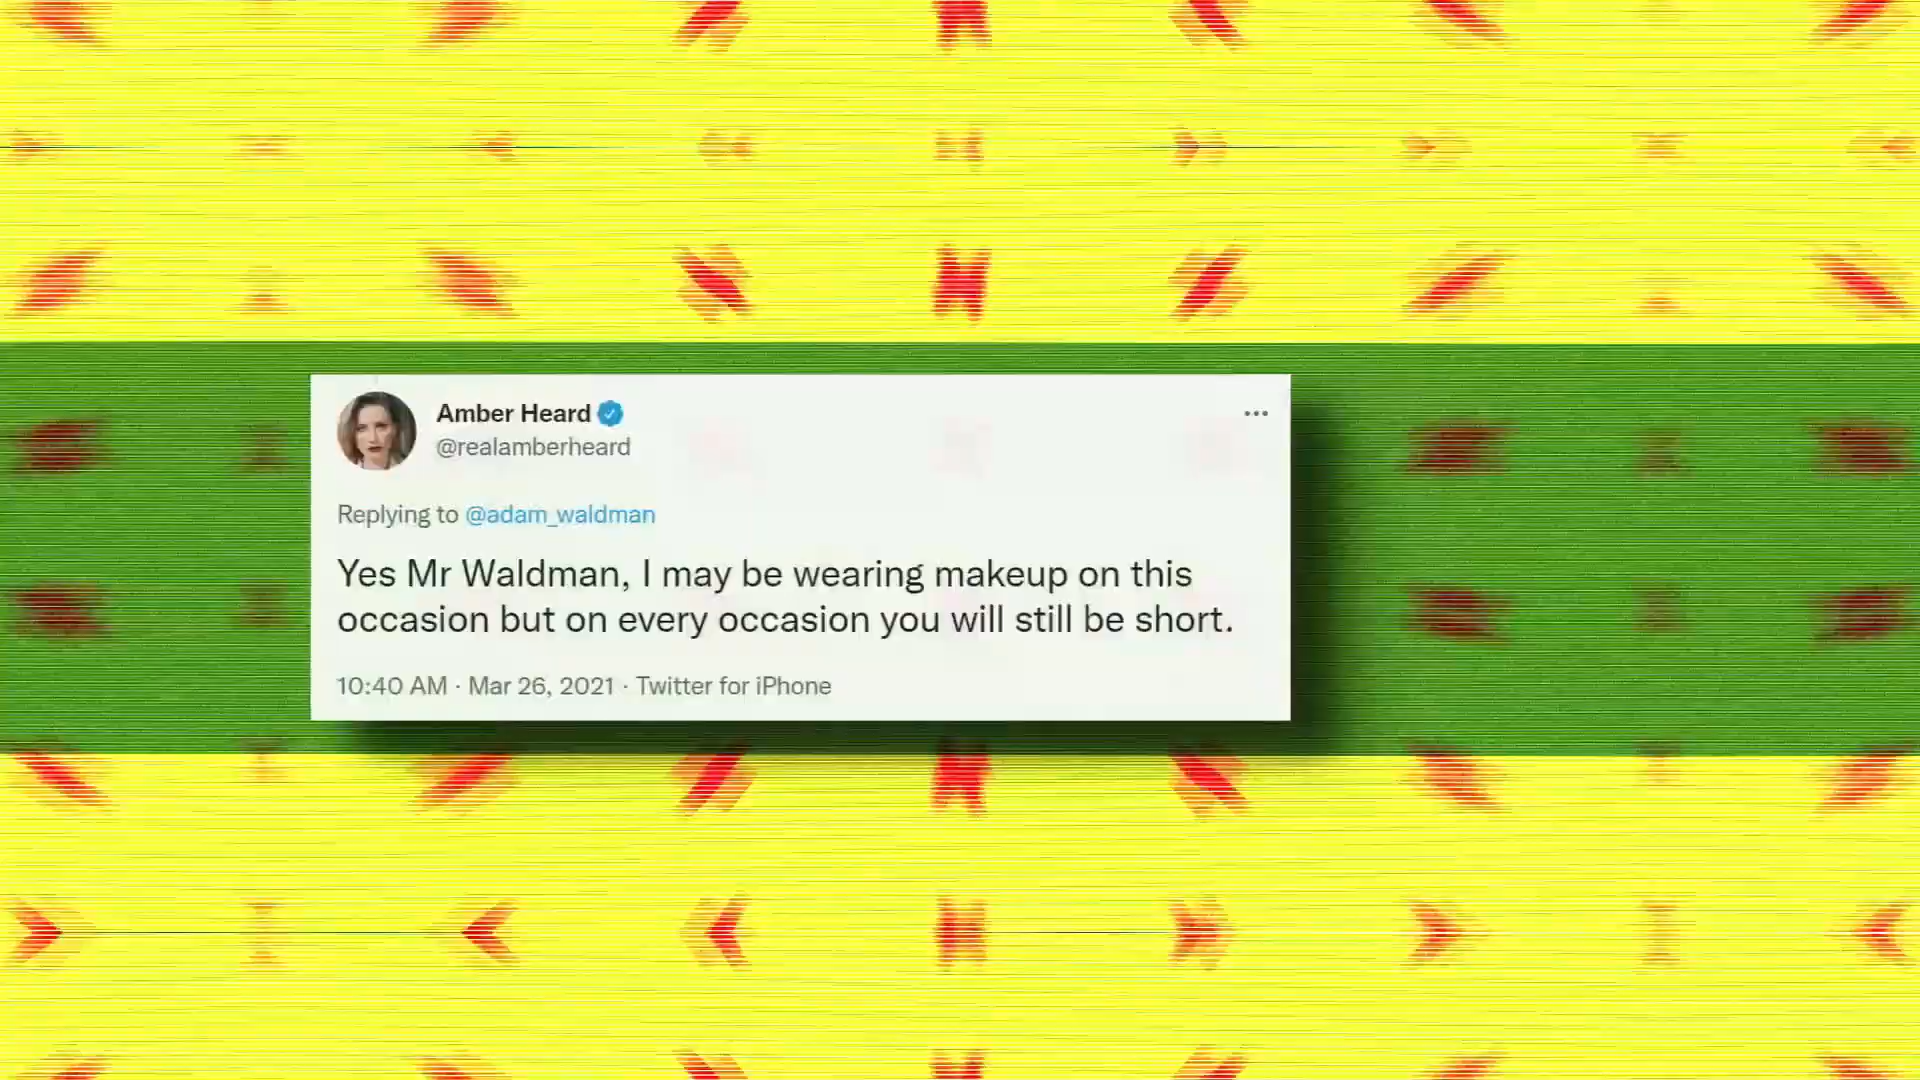 Amber Heard
@realamberheard
Replying to @adam_waldman
Yes Mr Waldman, I may be wearing makeup on this
occasion but on every occasion you will still be short.
10:40 AM · Mar 26, 2021 · Twitter for iPhone